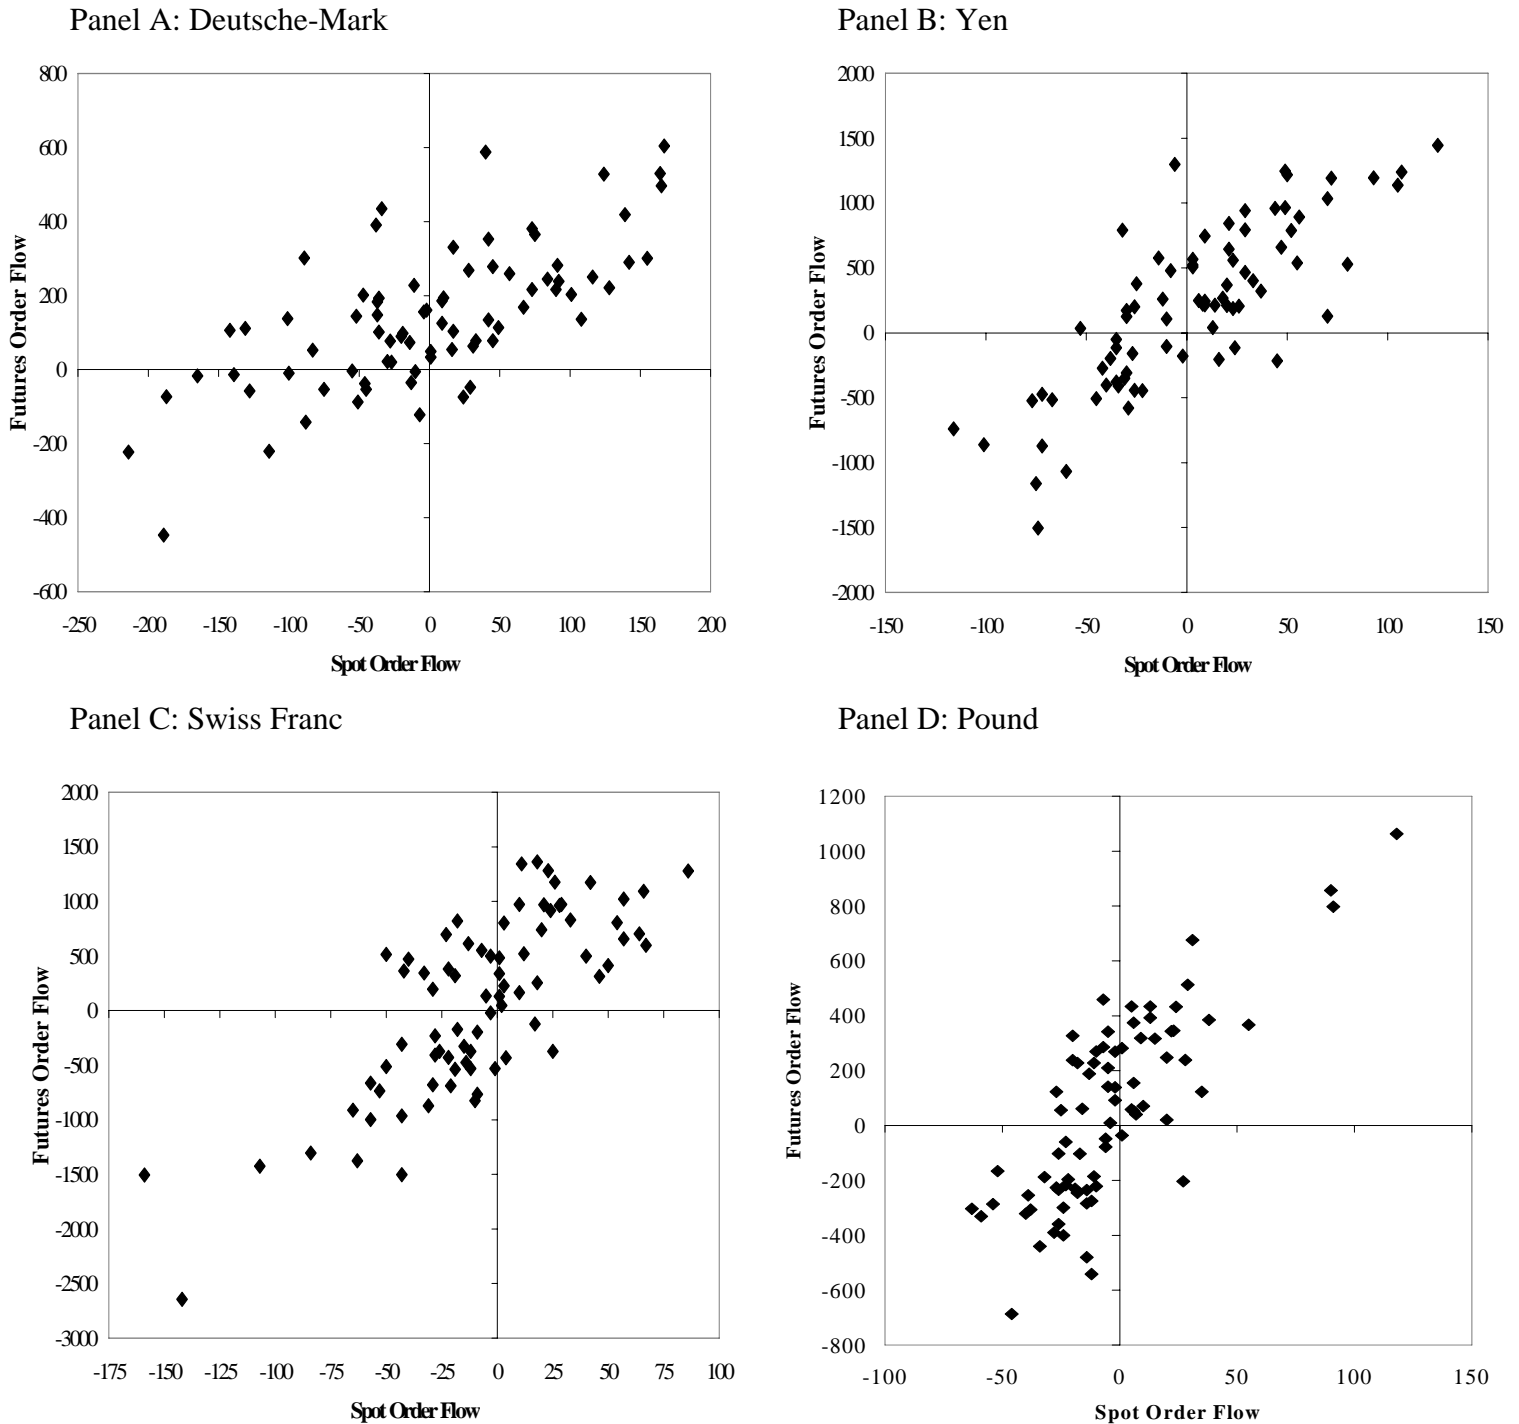 Panel A: Deutsche-Mark
800
600
400
200
0
-200
-400
-600
-250 -200 -150 -100 -50 0 50 100 150 200
Futures Order Flow
Spot Order Flow
Panel B: Yen
2000
1500
1000
500
0
-500
-1000
-1500
-2000
-150 -100 -50 0 50 100 150
Futures Order Flow
Spot Order Flow
Panel C: Swiss Franc
2000
1500
1000
500
0
-500
-1000
-1500
-2000
-2500
-3000
-175 -150 -125 -100 -75 -50 -25 0 25 50 75 100
Futures Order Flow
Spot Order Flow
Panel D: Pound
1200
1000
800
600
400
200
0
-200
-400
-600
-800
-100 -50 0 50 100 150
Futures Order Flow
Spot Order Flow